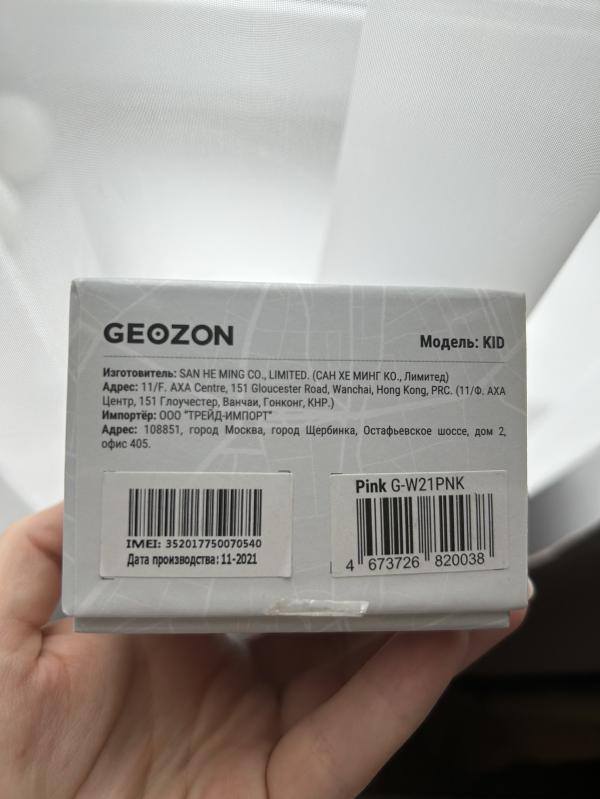 GEOZON
Модель: KID
Изготовитель: SAN HE MING CO., LIMITED. (САН ХЕ МИНГ КО., Лимитед)
Адрес: 11/F. AXA Centre, 151 Gloucester Road, Wanchai, Hong Kong, PRC. (11/Ф. АХА
Центр, 151 Глоучестер, Ванчаи, Гонконг, КНР.)
Импортёр: ООО "ТРЕЙД-ИМПОРТ"
Адрес: 108851, город Москва, город Щербинка, Остафьевское шоссе, дом 2,
офис 405.
IMEI: 352017750070540
Дата производства: 11-2021
Pink G-W21PNK
4 673726 820038